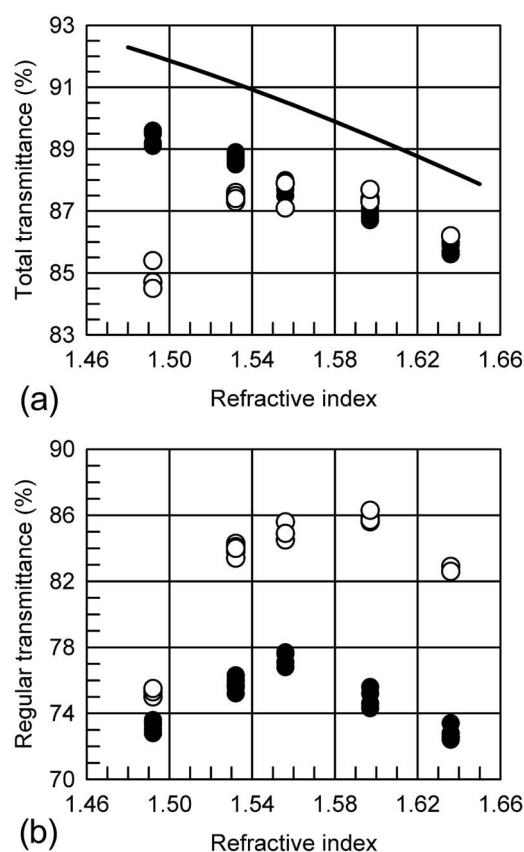 93
91
89
87
85
83
Total transmittance (%)
1.46 1.50 1.54 1.58 1.62 1.66
(a) Refractive index
90
86
82
78
74
70
Regular transmittance (%)
1.46 1.50 1.54 1.58 1.62 1.66
(b) Refractive index